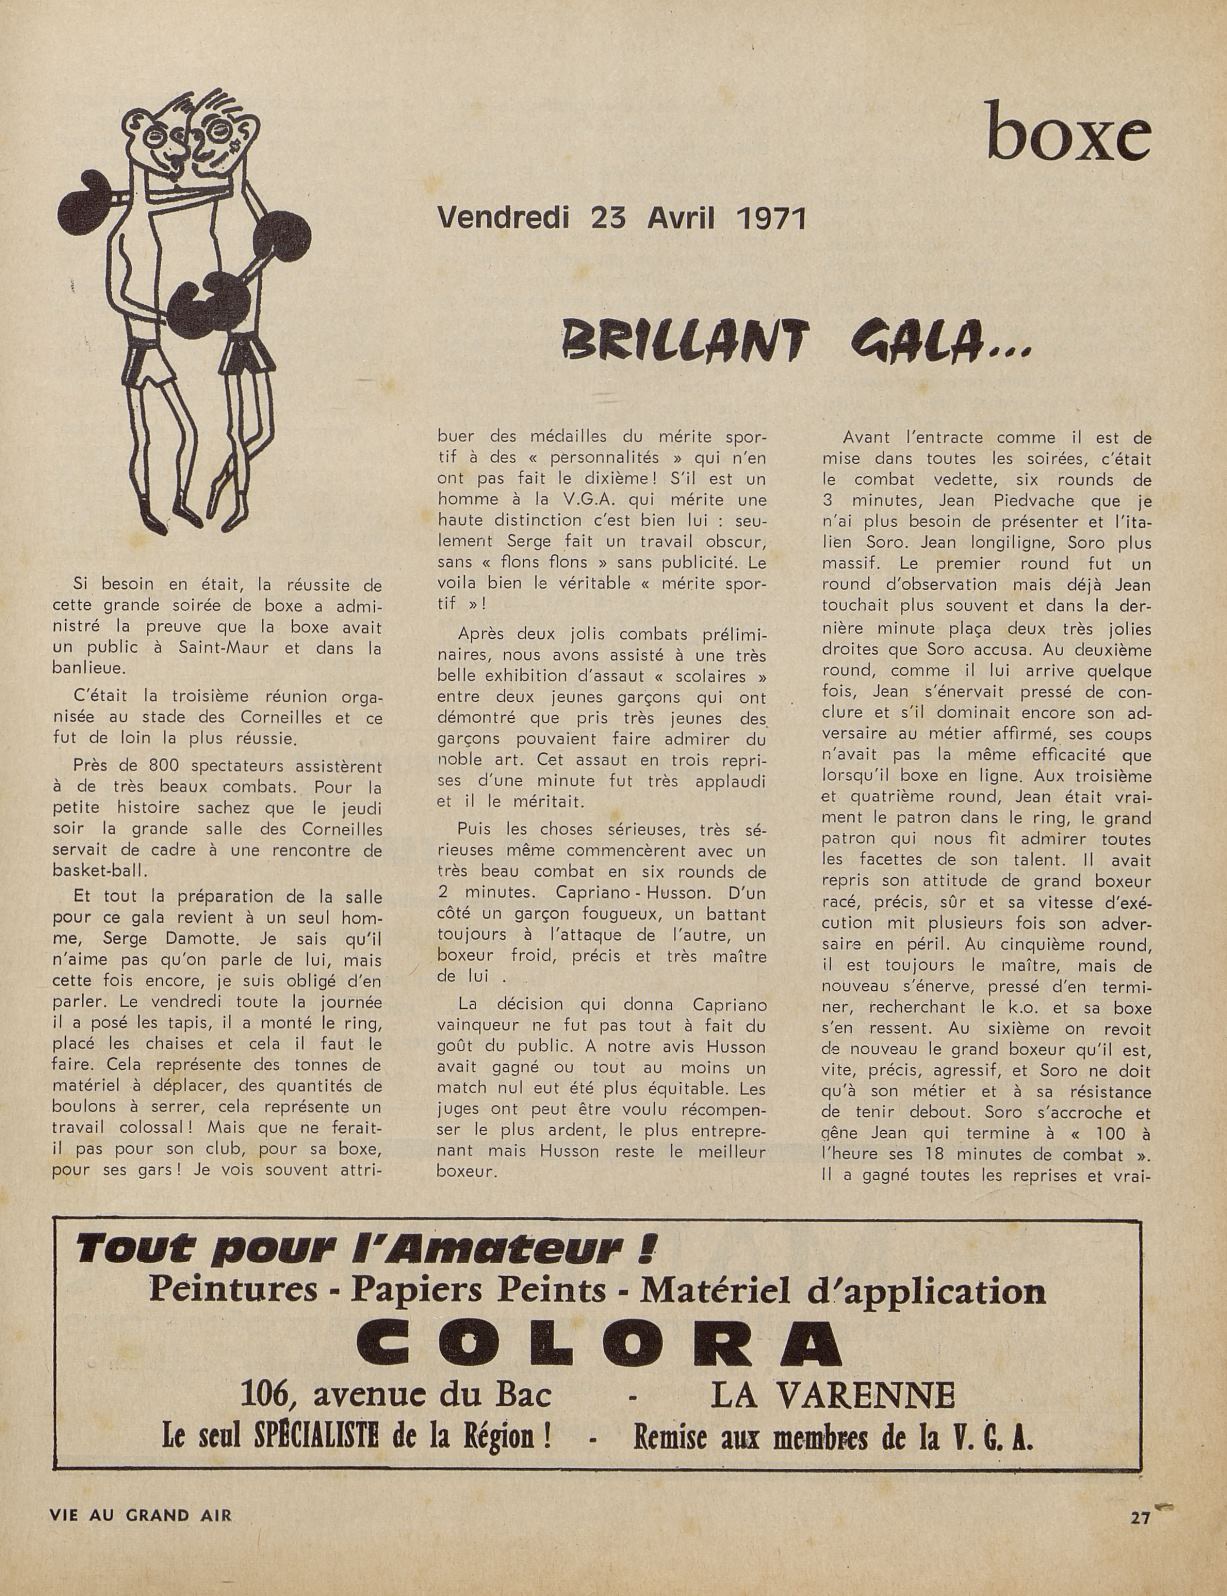 boxe
Vendredi 23 Avril 1971
BRILLANT GALA...
Si besoin en était, la réussite de
cette grande soirée de boxe a admi-
nistré la preuve que la boxe avait
un public à Saint-Maur et dans la
banlieue.
C'était la troisième réunion orga-
nisée au stade des Corneilles et ce
fut de loin la plus réussie.
Près de 800 spectateurs assistèrent
à de très beaux combats. Pour la
petite histoire sachez que le jeudi
soir la grande salle des Corneilles
servait de cadre à une rencontre de
basket-ball.
Et tout la préparation de la salle
pour ce gala revient à un seul hom-
me, Serge Damotte. Je sais qu'il
n'aime pas qu'on parle de lui, mais
cette fois encore, je suis obligé d'en
parler. Le vendredi toute la journée
il a posé les tapis, il a monté le ring,
placé les chaises et cela il faut le
faire. Cela représente des tonnes de
matériel à déplacer, des quantités de
boulons à serrer, cela représente un
travail colossal ! Mais que ne ferait-
il pas pour son club, pour sa boxe,
pour ses gars ! Je vois souvent attri-
buer des médailles du mérite spor-
tif à des « personnalités » qui n'en
ont pas fait le dixième ! S'il est un
homme à la V.G.A. qui mérite une
haute distinction c'est bien lui : seu-
lement Serge fait un travail obscur,
sans « flons flons » sans publicité. Le
voila bien le véritable « mérite spor-
tif » !
Après deux jolis combats prélimi-
naires, nous avons assisté à une très
belle exhibition d'assaut « scolaires »
entre deux jeunes garçons qui ont
démontré que pris très jeunes des
garçons pouvaient faire admirer du
noble art. Cet assaut en trois repri-
ses d'une minute fut très applaudi
et il le méritait.
Puis les choses sérieuses, très sé-
rieuses même commencèrent avec un
très beau combat en six rounds de
2 minutes. Capriano - Husson. D'un
côté un garçon fougueux, un battant
toujours à l'attaque de l'autre, un
boxeur froid, précis et très maître
de lui .
La décision qui donna Capriano
vainqueur ne fut pas tout à fait du
goût du public. A notre avis Husson
avait gagné ou tout au moins un
match nul eut été plus équitable. Les
juges ont peut être voulu récompen-
ser le plus ardent, le plus entrepre-
nant mais Husson reste le meilleur
boxeur.
Avant l'entracte comme il est de
mise dans toutes les soirées, c'était
le combat vedette, six rounds de
3 minutes, Jean Piedvache que je
n'ai plus besoin de présenter et l'ita-
lien Soro. Jean longiligne, Soro plus
massif. Le premier round fut un
round d'observation mais déjà Jean
touchait plus souvent et dans la der-
nière minute plaça deux très jolies
droites que Soro accusa. Au deuxième
round, comme il lui arrive quelque
fois, Jean s'énervait pressé de con-
clure et s'il dominait encore son ad-
versaire au métier affirmé, ses coups
n'avait pas la même efficacité que
lorsqu'il boxe en ligne. Aux troisième
et quatrième round, Jean était vrai-
ment le patron dans le ring, le grand
patron qui nous fit admirer toutes
les facettes de son talent. Il avait
repris son attitude de grand boxeur
racé, précis, sûr et sa vitesse d'exé-
cution mit plusieurs fois son adver-
saire en péril. Au cinquième round,
il est toujours le maître, mais de
nouveau s'énerve, pressé d'en termi-
ner, recherchant le k.o. et sa boxe
s'en ressent. Au sixième on revoit
de nouveau le grand boxeur qu'il est,
vite, précis, agressif, et Soro ne doit
qu'à son métier et à sa résistance
de tenir debout. Soro s'accroche et
gêne Jean qui termine à « 100 à
l'heure ses 18 minutes de combat ».
Il a gagné toutes les reprises et vrai-
Tout pour l'Amateur !
Peintures - Papiers Peints - Matériel d'application
COLORA
106, avenue du Bac - LA VARENNE
Le seul SPÉCIALISTE de la Région ! - Remise aux membres de la V. G. A.
VIE AU GRAND AIR
27